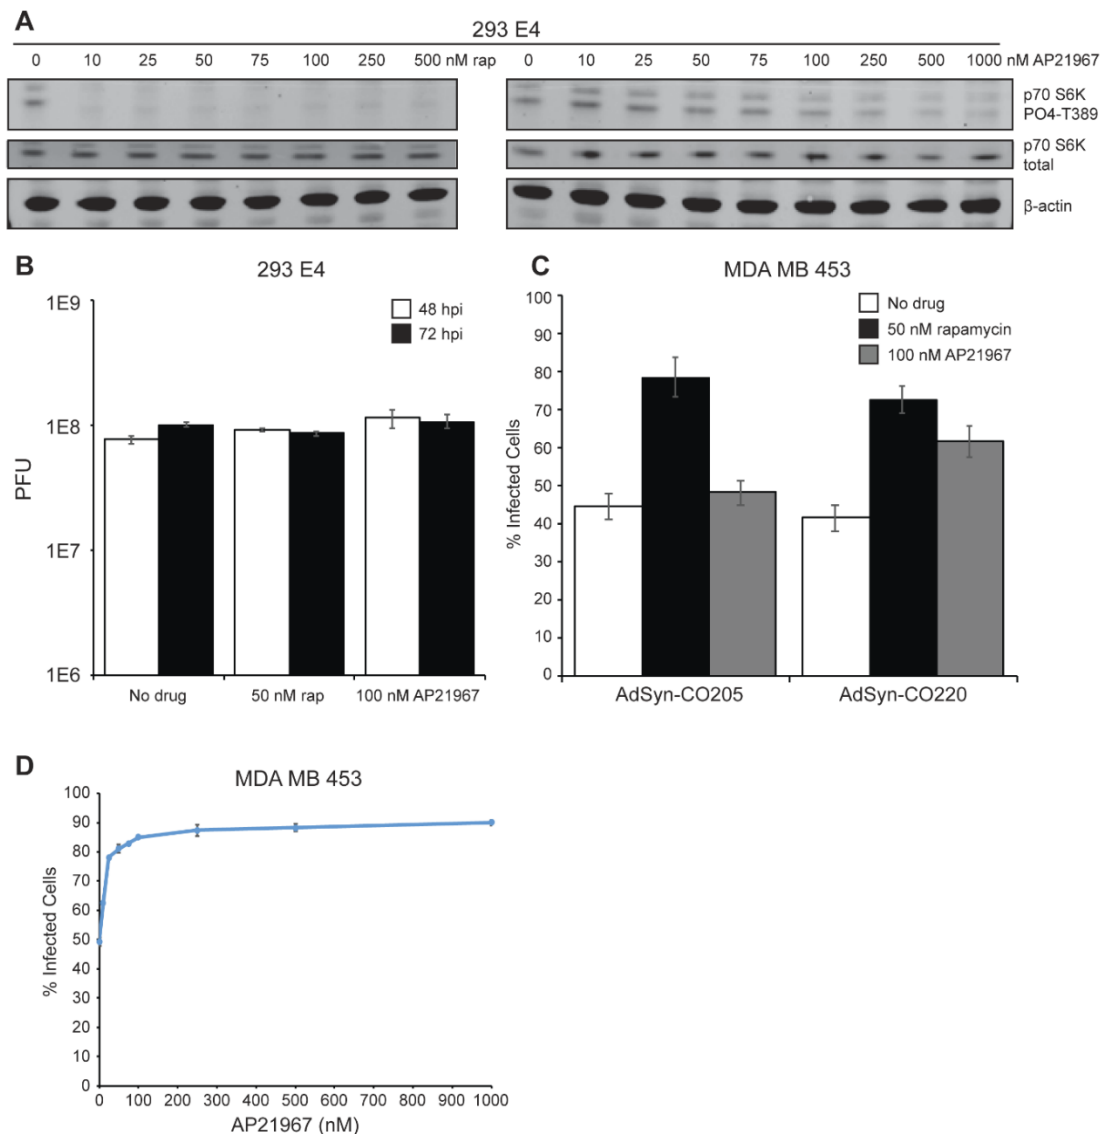 A
293 E4
0 10 25 50 75 100 250 500 nM rap
0 10 25 50 75 100 250 500 1000 nM AP21967
p70 S6K
PO4-T389
p70 S6K
total
β-actin
B
293 E4
1E9
1E8
1E7
1E6
PFU
48 hpi
72 hpi
No drug 50 nM rap 100 nM AP21967
C
MDA MB 453
No drug
50 nM rapamycin
100 nM AP21967
100
90
80
70
60
50
40
30
20
10
0
% Infected Cells
AdSyn-CO205 AdSyn-CO220
D
MDA MB 453
100
90
80
70
60
50
40
30
20
10
0
% Infected Cells
0 100 200 300 400 500 600 700 800 900 1000
AP21967 (nM)